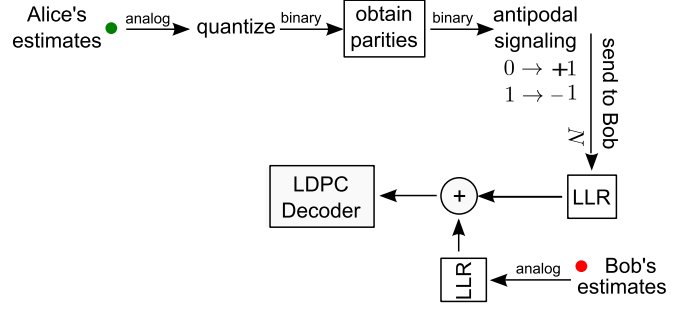 Alice's
estimates
analog
quantize
binary
obtain
parities
binary
antipodal
signaling
0 → +1
1 → −1
send to Bob
N
LLR
+
LDPC
Decoder
LLR
analog
Bob's
estimates